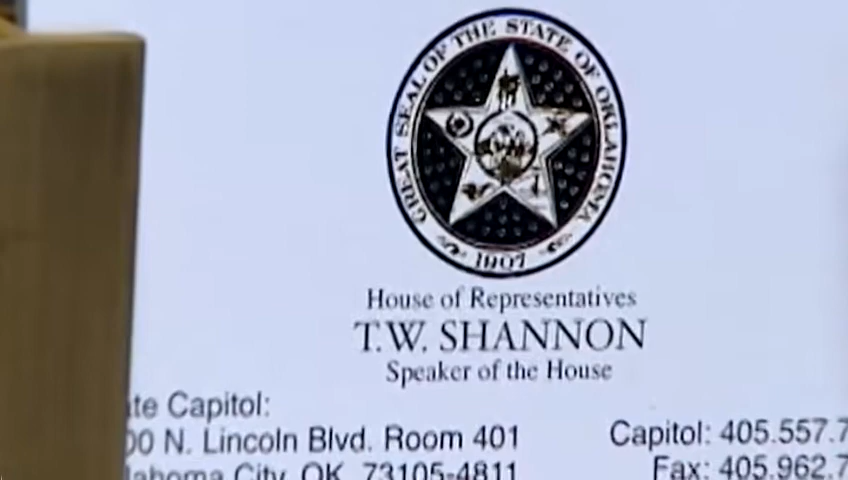 GREAT SEAL OF THE STATE OF OKLAHOMA
1907
House of Representatives
T.W. SHANNON
Speaker of the House
te Capitol:
00 N. Lincoln Blvd. Room 401
lahoma City, OK 73105-4811
Capitol: 405.557.7
Fax: 405.962.7